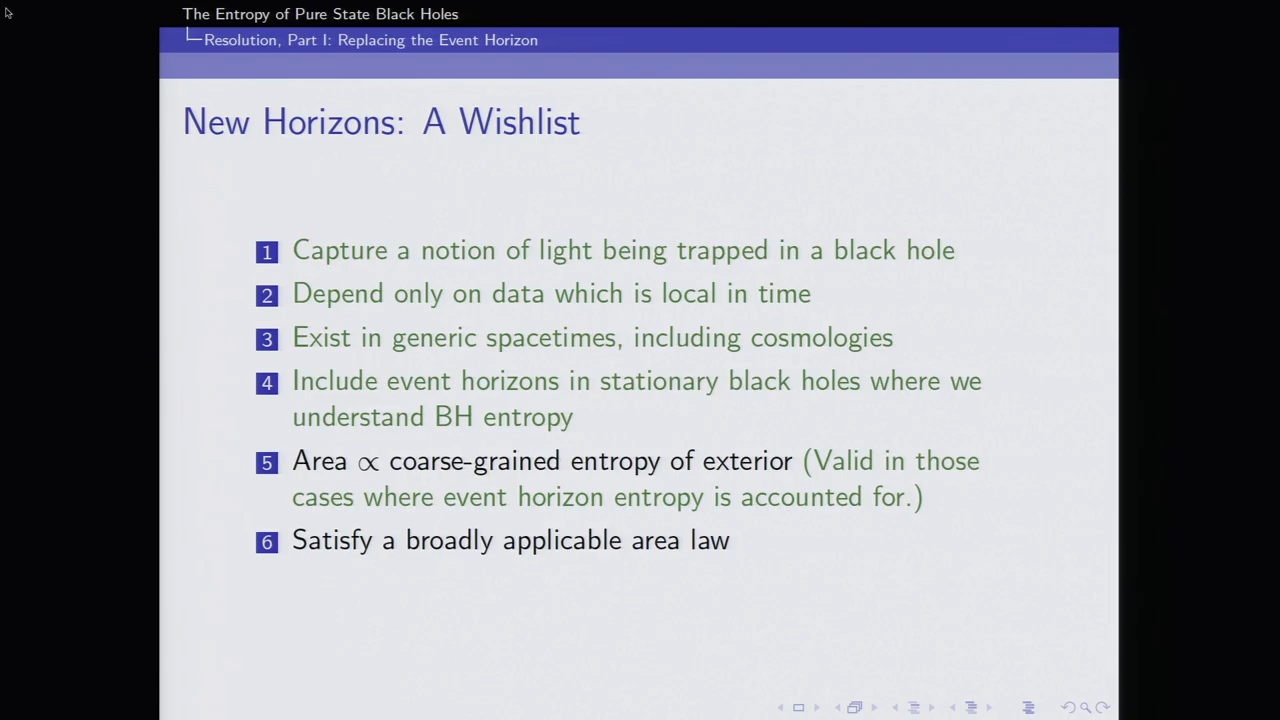 The Entropy of Pure State Black Holes
Resolution, Part I: Replacing the Event Horizon
New Horizons: A Wishlist
1 Capture a notion of light being trapped in a black hole
2 Depend only on data which is local in time
3 Exist in generic spacetimes, including cosmologies
4 Include event horizons in stationary black holes where we
understand BH entropy
5 Area ∝ coarse-grained entropy of exterior (Valid in those
cases where event horizon entropy is accounted for.)
6 Satisfy a broadly applicable area law